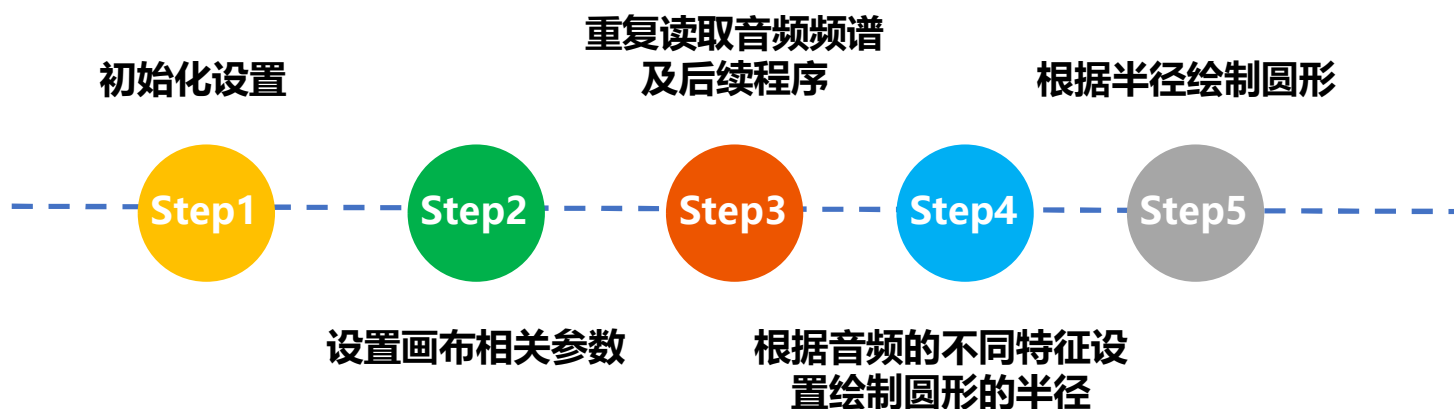 初始化设置
Step1
Step2
设置画布相关参数
重复读取音频频谱
及后续程序
Step3
Step4
根据音频的不同特征设
置绘制圆形的半径
根据半径绘制圆形
Step5